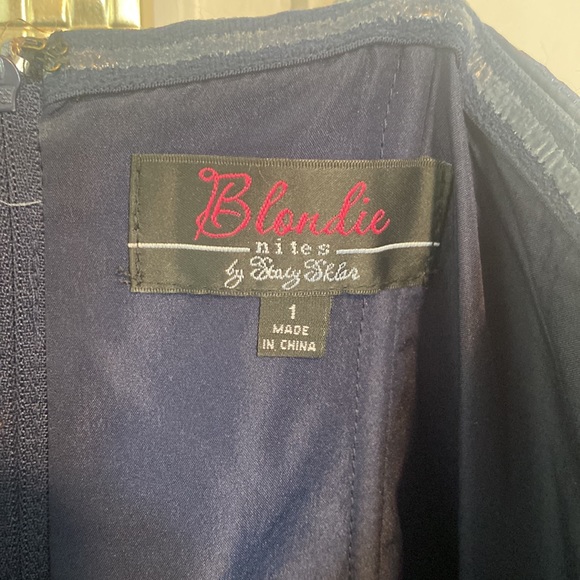 Blondie
nites
by Stacy Sklar
1
MADE
IN CHINA